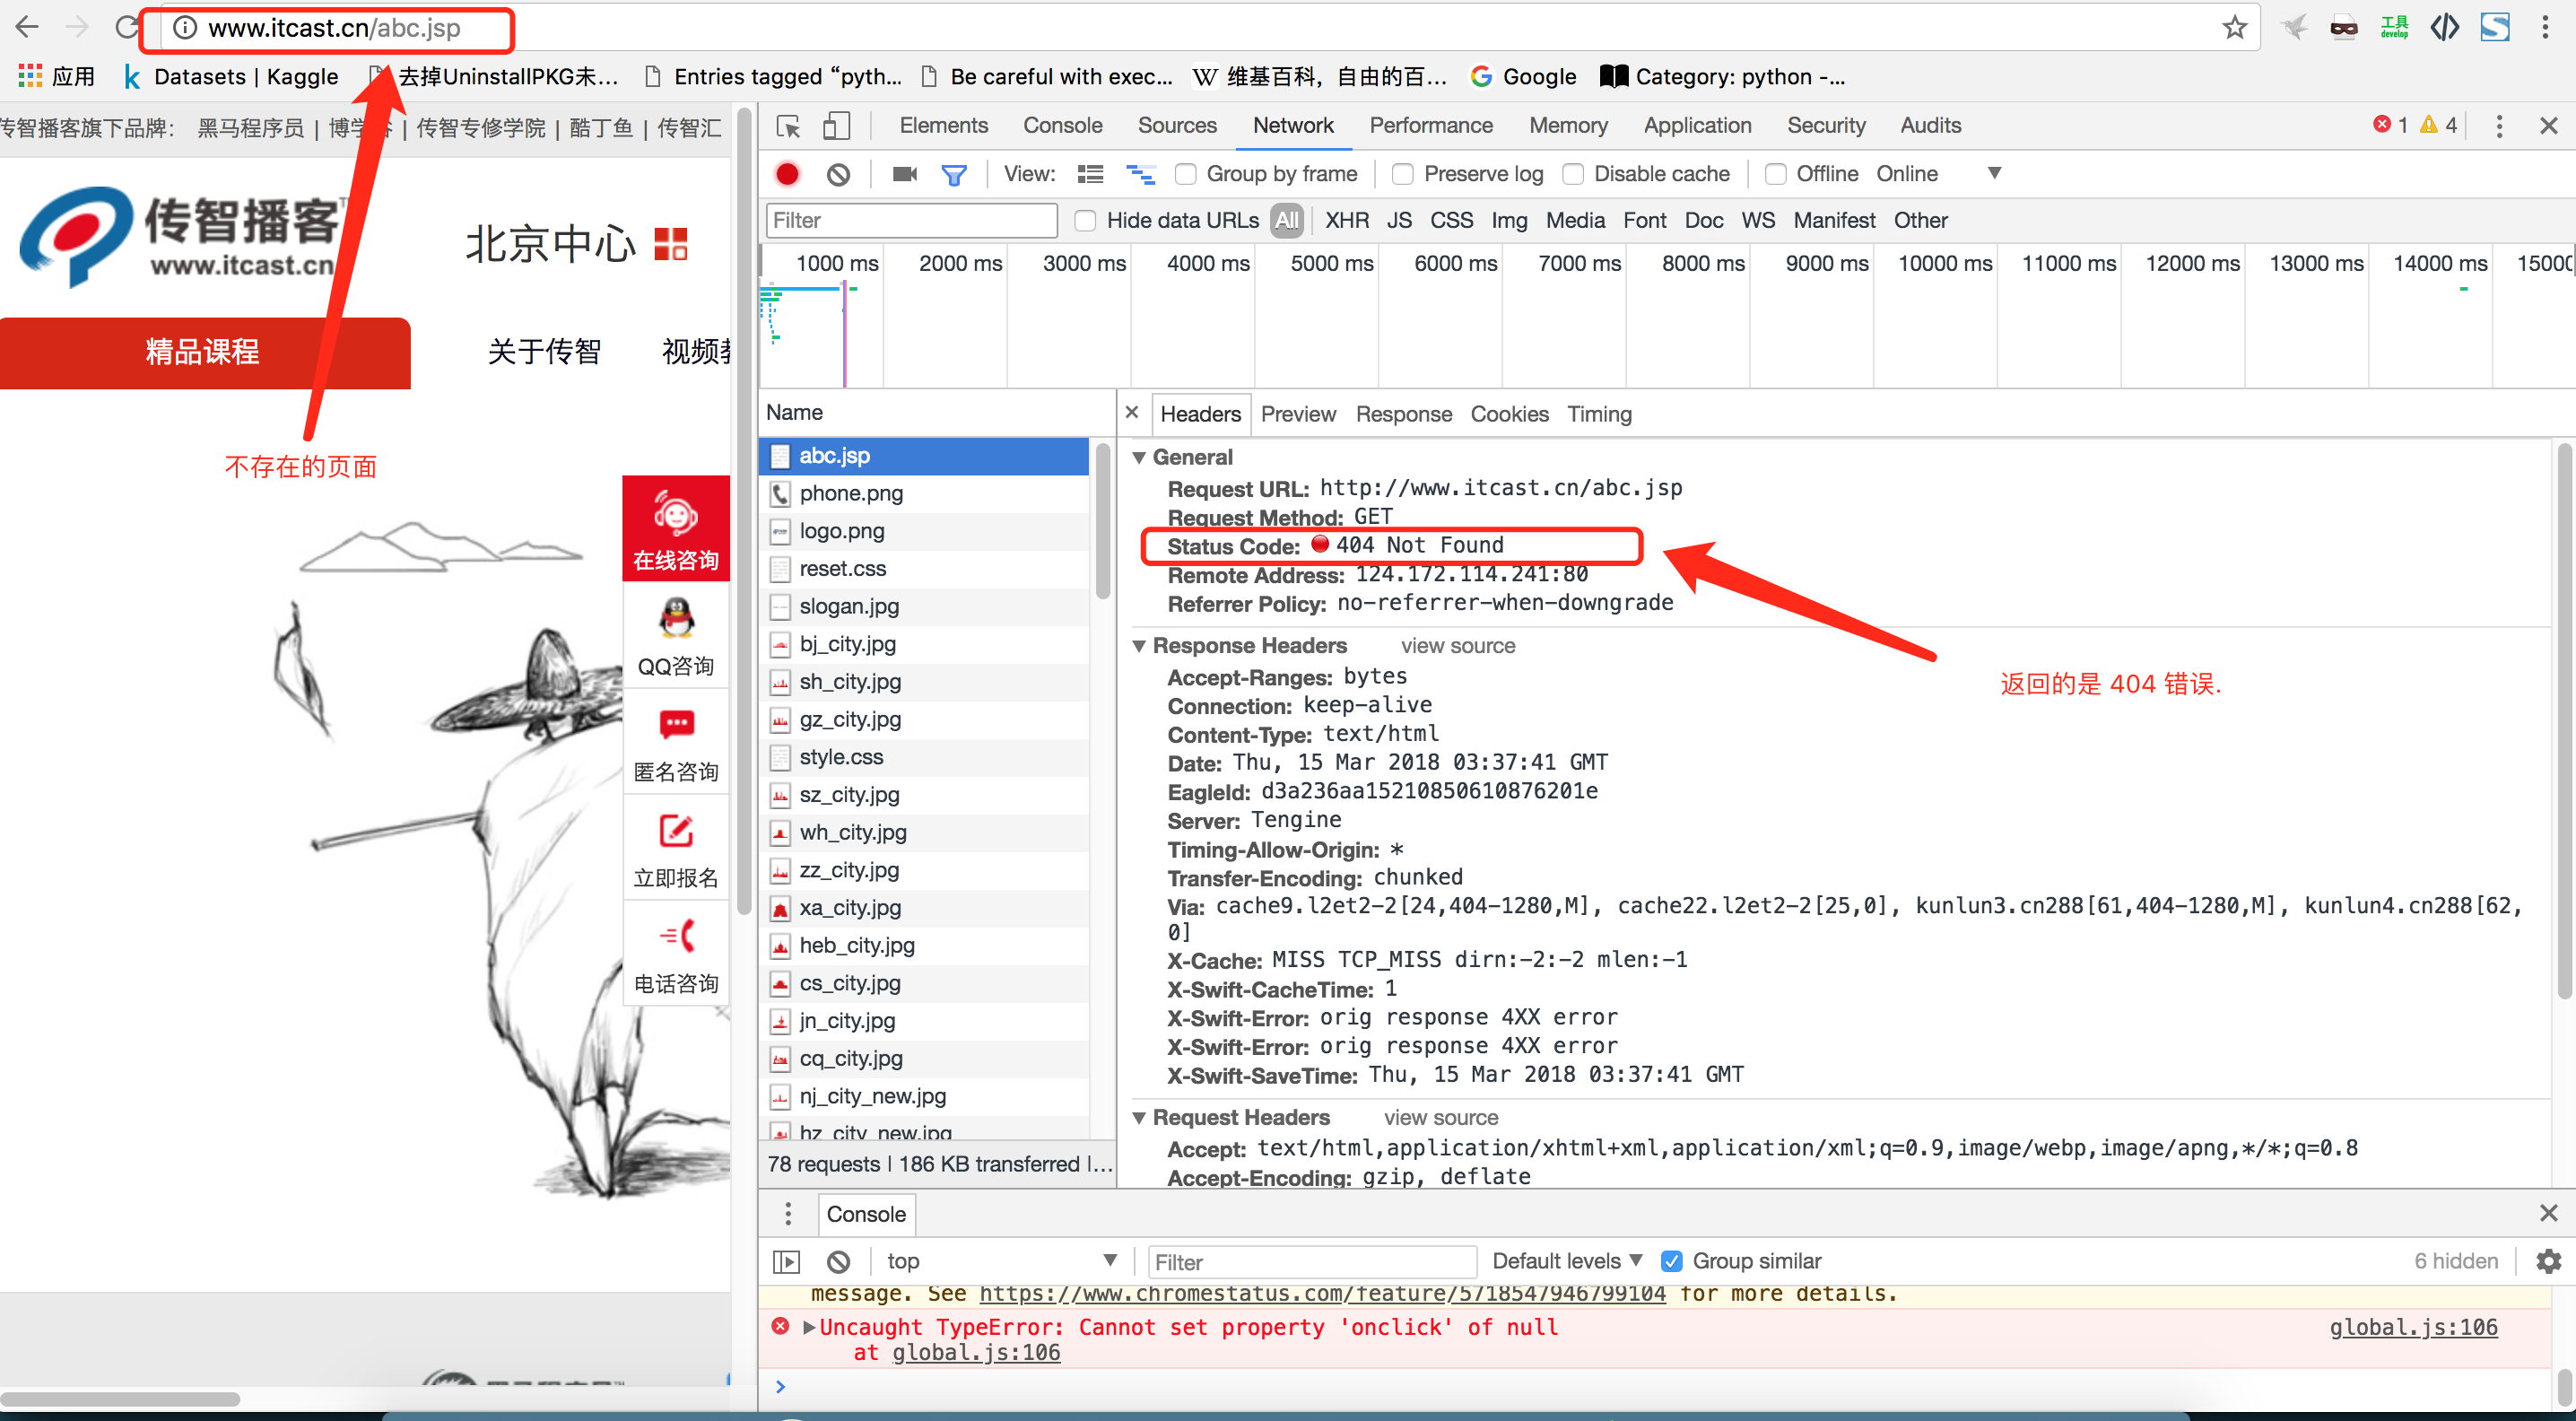 www.itcast.cn/abc.jsp
工具
develop
应用
Datasets | Kaggle
去掉UninstallPKG未…
Entries tagged “pyth…
Be careful with exec…
维基百科，自由的百…
Google
Category: python -…
传智播客旗下品牌： 黑马程序员 | 博学谷 | 传智专修学院 | 酷丁鱼 | 传智汇
传智播客
www.itcast.cn
北京中心
精品课程
关于传智
视频教
不存在的页面
在线咨询
QQ咨询
匿名咨询
立即报名
电话咨询
Elements Console Sources Network Performance Memory Application Security Audits
1 4
View: Group by frame Preserve log Disable cache Offline Online
Filter Hide data URLs All XHR JS CSS Img Media Font Doc WS Manifest Other
1000 ms 2000 ms 3000 ms 4000 ms 5000 ms 6000 ms 7000 ms 8000 ms 9000 ms 10000 ms 11000 ms 12000 ms 13000 ms 14000 ms 1500
Name
abc.jsp
phone.png
logo.png
reset.css
slogan.jpg
bj_city.jpg
sh_city.jpg
gz_city.jpg
style.css
sz_city.jpg
wh_city.jpg
zz_city.jpg
xa_city.jpg
heb_city.jpg
cs_city.jpg
jn_city.jpg
cq_city.jpg
nj_city_new.jpg
hz_city_new.jpg
78 requests | 186 KB transferred |…
Headers Preview Response Cookies Timing
General
Request URL: http://www.itcast.cn/abc.jsp
Request Method: GET
Status Code: 404 Not Found
Remote Address: 124.172.114.241:80
Referrer Policy: no-referrer-when-downgrade
返回的是 404 错误.
Response Headers view source
Accept-Ranges: bytes
Connection: keep-alive
Content-Type: text/html
Date: Thu, 15 Mar 2018 03:37:41 GMT
EagleId: d3a236aa15210850610876201e
Server: Tengine
Timing-Allow-Origin: *
Transfer-Encoding: chunked
Via: cache9.l2et2-2[24,404-1280,M], cache22.l2et2-2[25,0], kunlun3.cn288[61,404-1280,M], kunlun4.cn288[62,
0]
X-Cache: MISS TCP_MISS dirn:-2:-2 mlen:-1
X-Swift-CacheTime: 1
X-Swift-Error: orig response 4XX error
X-Swift-Error: orig response 4XX error
X-Swift-SaveTime: Thu, 15 Mar 2018 03:37:41 GMT
Request Headers view source
Accept: text/html,application/xhtml+xml,application/xml;q=0.9,image/webp,image/apng,*/*;q=0.8
Accept-Encoding: gzip, deflate
Console
top Filter Default levels Group similar 6 hidden
message. See https://www.chromestatus.com/feature/5718547946799104 for more details.
Uncaught TypeError: Cannot set property 'onclick' of null global.js:106
at global.js:106